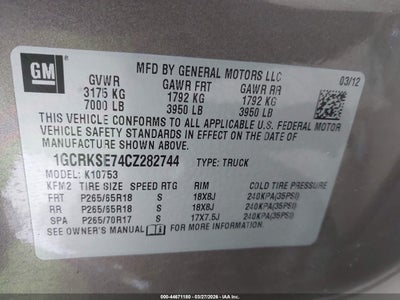 GM
MFD BY GENERAL MOTORS LLC
03/12
GVWR GAWR FRT GAWR RR
3175 KG 1792 KG 1792 KG
7000 LB 3950 LB 3950 LB
THIS VEHICLE CONFORMS TO ALL APPLICABLE U.S. FEDERAL MOTOR
VEHICLE SAFETY STANDARDS IN EFFECT ON THE DATE OF
MANUFACTURE SHOWN ABOVE.
1GCRKSE74CZ282744 TYPE: TRUCK
MODEL: K10753
KFM2 TIRE SIZE SPEED RTG RIM COLD TIRE PRESSURE
FRT P265/65R18 S 18X8J 240KPA(35PSI)
RR P265/65R18 S 18X8J 240KPA(35PSI)
SPA P265/70R17 S 17X7.5J 240KPA(35PSI)
SEE OWNER'S MANUAL FOR ADDITIONAL INFORMATION.
000-44671160 - 03/27/2026 - IAAI